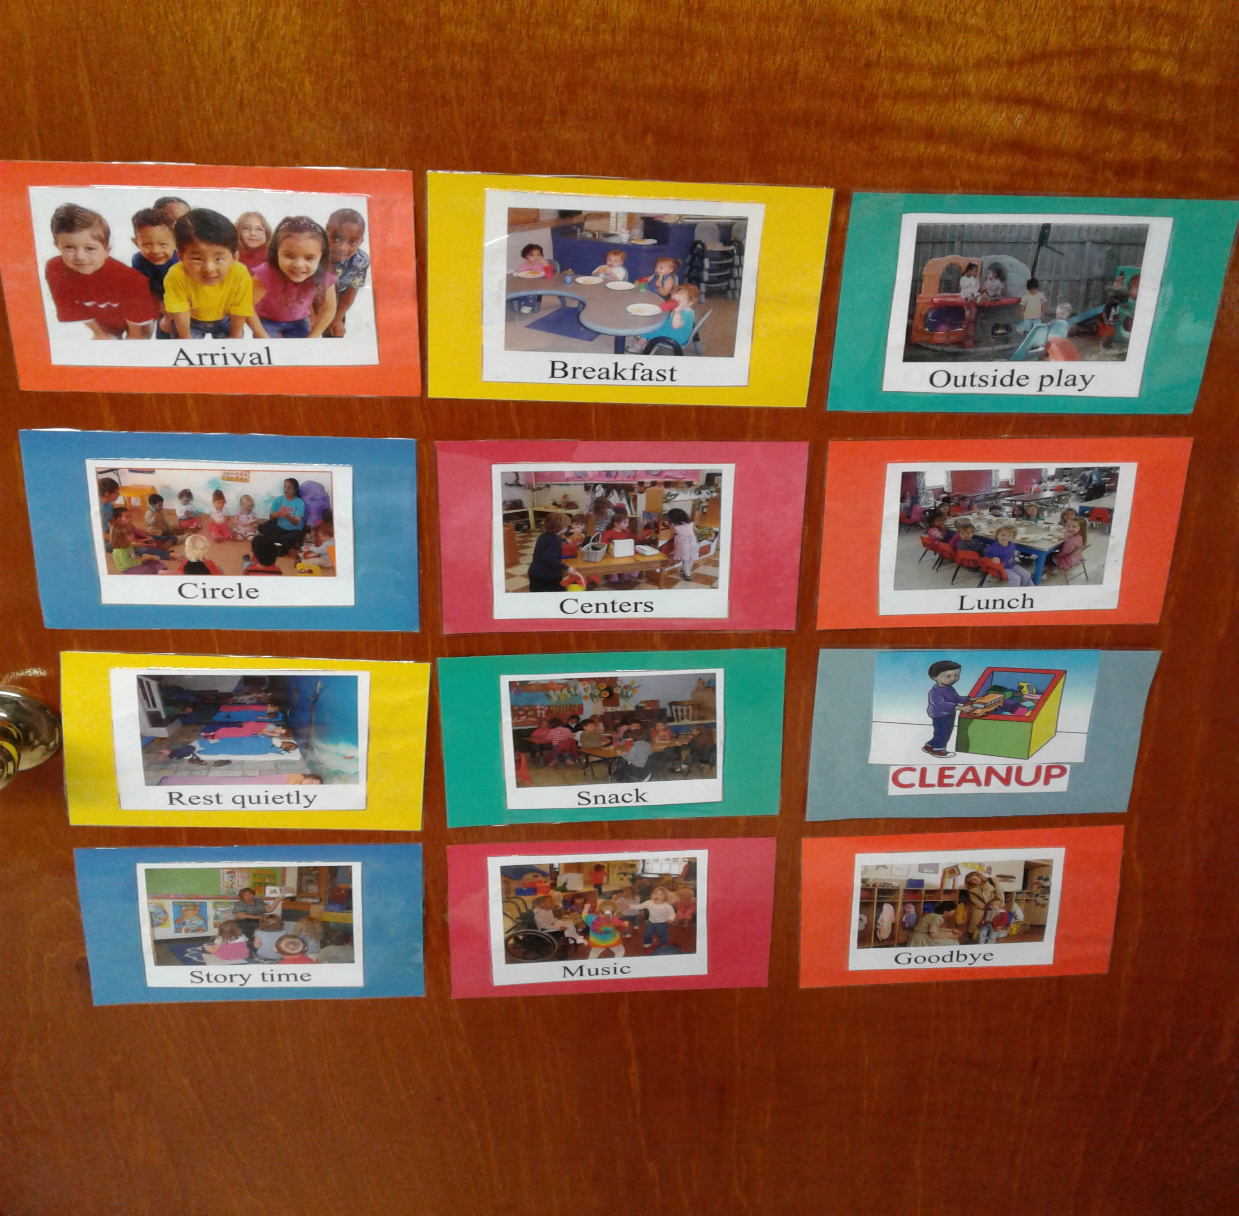 Arrival
Breakfast
Outside play
Circle
Centers
Lunch
Rest quietly
Snack
CLEANUP
Story time
Music
Goodbye